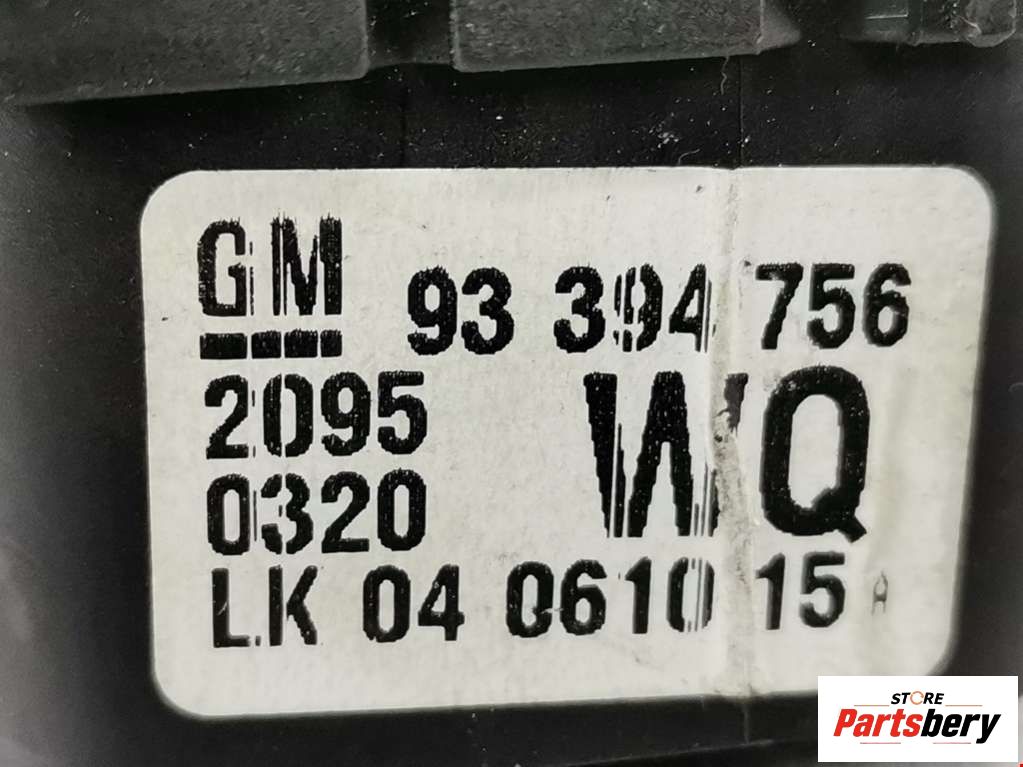 GM 93 394 756
2095 WQ
0320
LK 04 061015 A
STORE
Partsbery